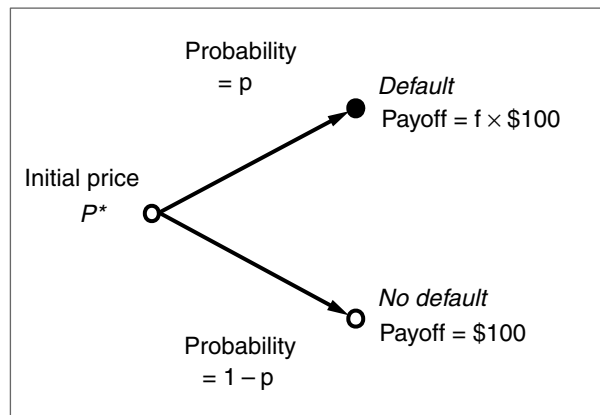 Probability
= p
Default
Payoff = f × $100
Initial price
P*
No default
Payoff = $100
Probability
= 1 – p